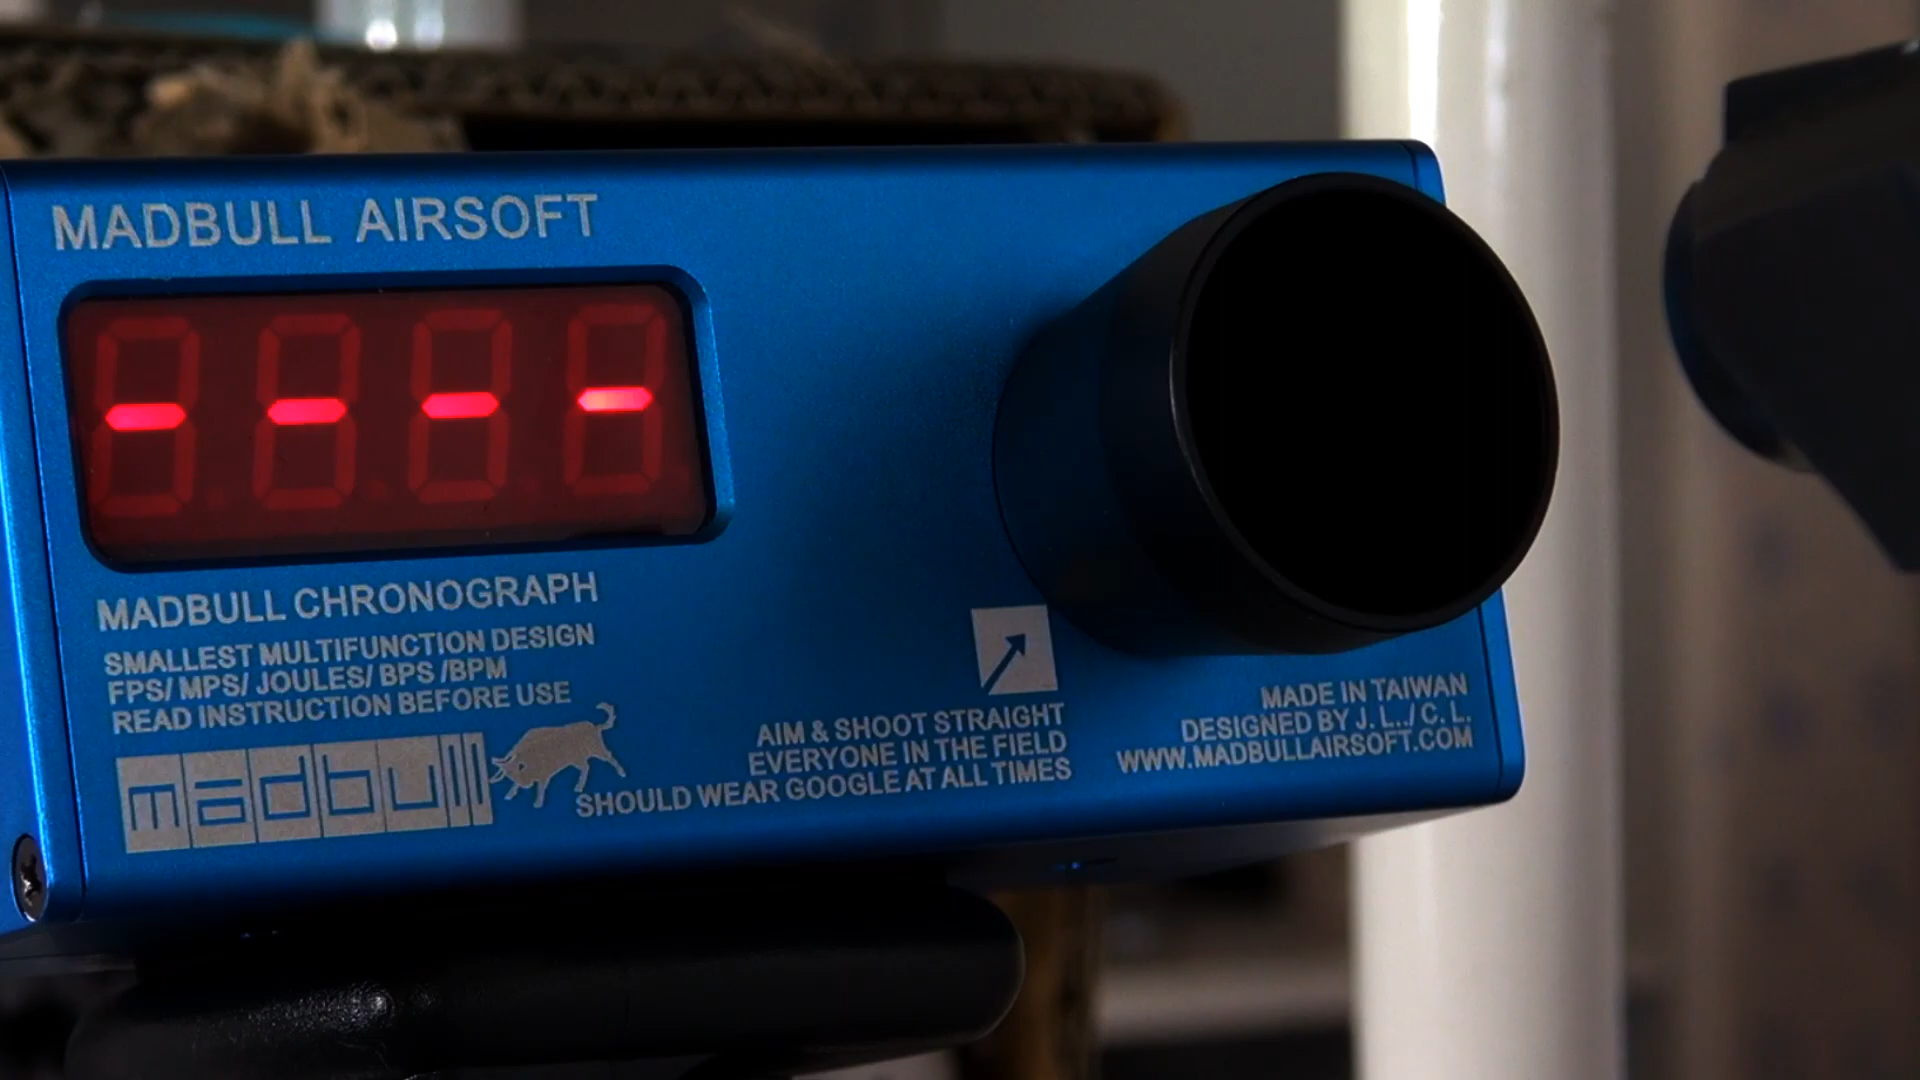 MADBULL AIRSOFT
- - - -
MADBULL CHRONOGRAPH
SMALLEST MULTIFUNCTION DESIGN
FPS/ MPS/ JOULES/ BPS /BPM
READ INSTRUCTION BEFORE USE
madbull
AIM & SHOOT STRAIGHT
EVERYONE IN THE FIELD
SHOULD WEAR GOOGLE AT ALL TIMES
MADE IN TAIWAN
DESIGNED BY J. L../ C. L.
WWW.MADBULLAIRSOFT.COM